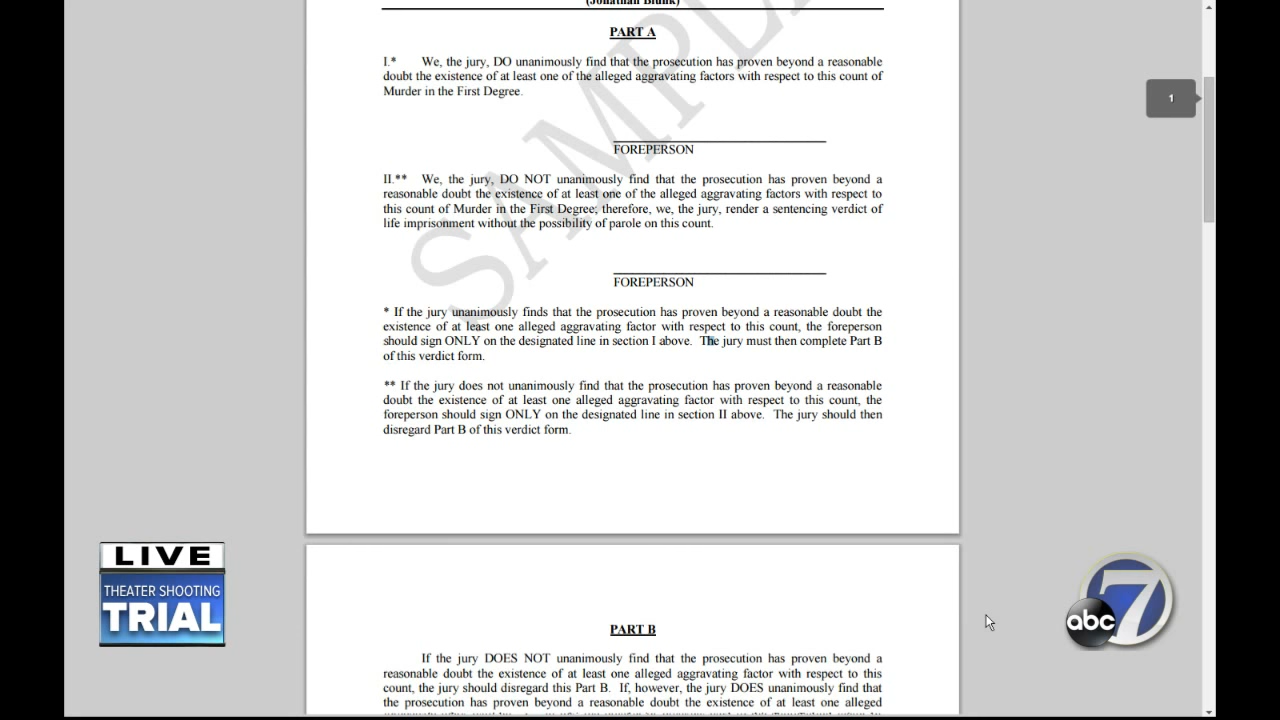 (Jonathan Blunk)
PART A
I.* We, the jury, DO unanimously find that the prosecution has proven beyond a reasonable
doubt the existence of at least one of the alleged aggravating factors with respect to this count of
Murder in the First Degree.
FOREPERSON
II.** We, the jury, DO NOT unanimously find that the prosecution has proven beyond a
reasonable doubt the existence of at least one of the alleged aggravating factors with respect to
this count of Murder in the First Degree; therefore, we, the jury, render a sentencing verdict of
life imprisonment without the possibility of parole on this count.
FOREPERSON
* If the jury unanimously finds that the prosecution has proven beyond a reasonable doubt the
existence of at least one alleged aggravating factor with respect to this count, the foreperson
should sign ONLY on the designated line in section I above. The jury must then complete Part B
of this verdict form.
** If the jury does not unanimously find that the prosecution has proven beyond a reasonable
doubt the existence of at least one alleged aggravating factor with respect to this count, the
foreperson should sign ONLY on the designated line in section II above. The jury should then
disregard Part B of this verdict form.
SAMPL
1
LIVE
THEATER SHOOTING
TRIAL
abc 7
PART B
If the jury DOES NOT unanimously find that the prosecution has proven beyond a
reasonable doubt the existence of at least one alleged aggravating factor with respect to this
count, the jury should disregard this Part B. If, however, the jury DOES unanimously find that
the prosecution has proven beyond a reasonable doubt the existence of at least one alleged